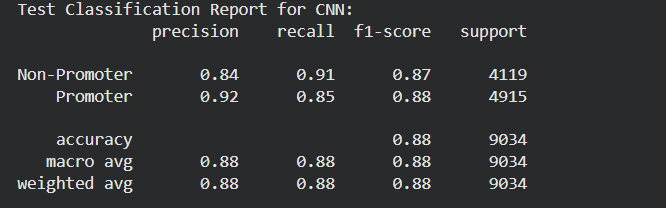 Test Classification Report for CNN:
precision recall f1-score support
Non-Promoter 0.84 0.91 0.87 4119
Promoter 0.92 0.85 0.88 4915
accuracy 0.88 9034
macro avg 0.88 0.88 0.88 9034
weighted avg 0.88 0.88 0.88 9034